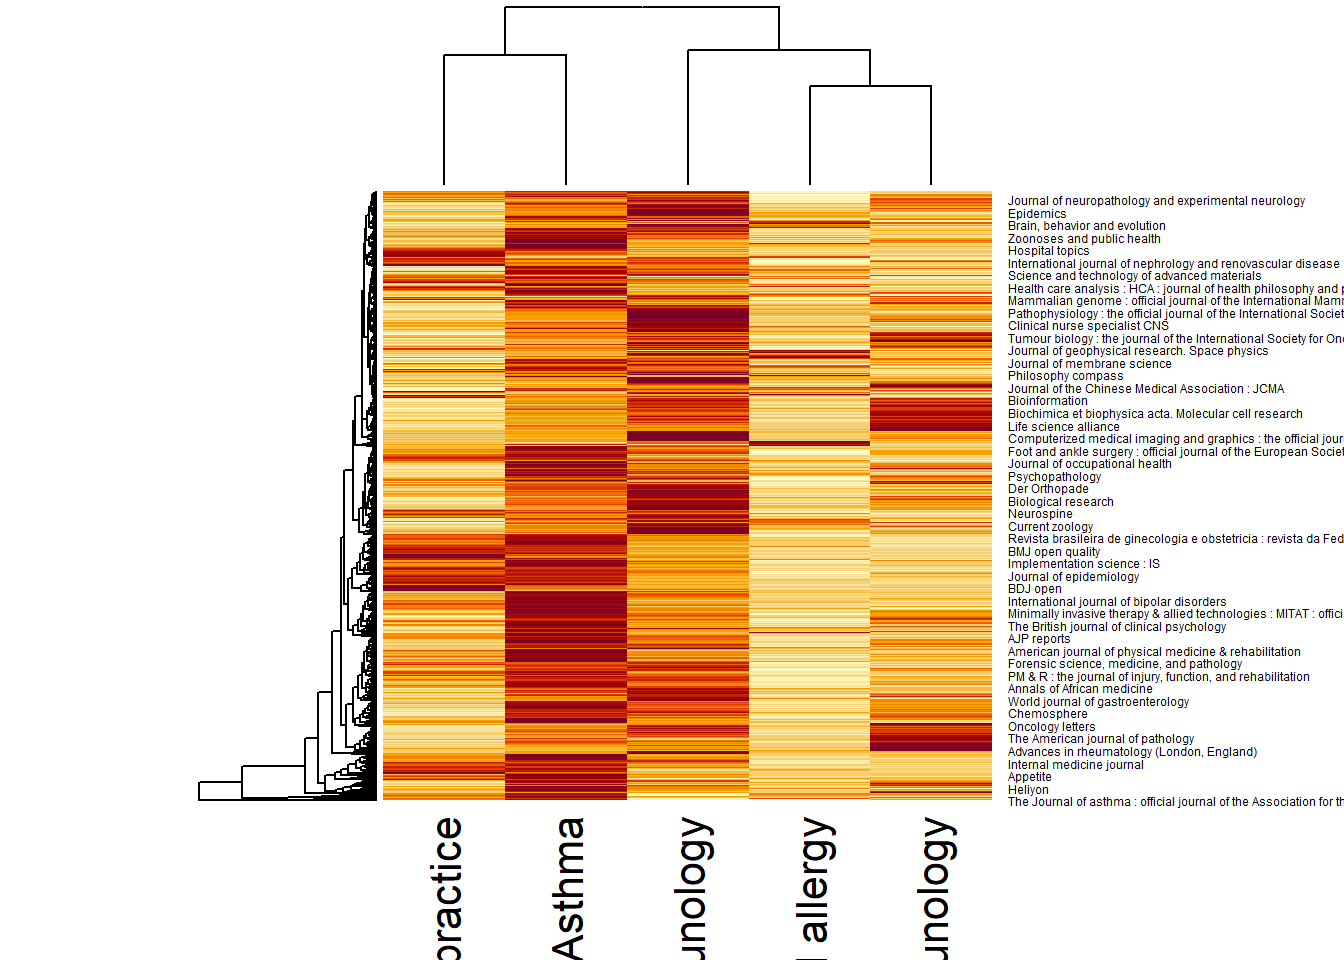 Journal of neuropathology and experimental neurology
Epidemics
Brain, behavior and evolution
Zoonoses and public health
Hospital topics
International journal of nephrology and renovascular disease
Science and technology of advanced materials
Health care analysis : HCA : journal of health philosophy and p
Mammalian genome : official journal of the International Mam
Pathophysiology : the official journal of the International Societ
Clinical nurse specialist CNS
Tumour biology : the journal of the International Society for On
Journal of geophysical research. Space physics
Journal of membrane science
Philosophy compass
Journal of the Chinese Medical Association : JCMA
Bioinformation
Biochimica et biophysica acta. Molecular cell research
Life science alliance
Computerized medical imaging and graphics : the official jour
Foot and ankle surgery : official journal of the European Societ
Journal of occupational health
Psychopathology
Der Orthopade
Biological research
Neurospine
Current zoology
Revista brasileira de ginecologia e obstetricia : revista da Fed
BMJ open quality
Implementation science : IS
Journal of epidemiology
BDJ open
International journal of bipolar disorders
Minimally invasive therapy & allied technologies : MITAT : offici
The British journal of clinical psychology
AJP reports
American journal of physical medicine & rehabilitation
Forensic science, medicine, and pathology
PM & R : the journal of injury, function, and rehabilitation
Annals of African medicine
World journal of gastroenterology
Chemosphere
Oncology letters
The American journal of pathology
Advances in rheumatology (London, England)
Internal medicine journal
Appetite
Heliyon
The Journal of asthma : official journal of the Association for th
practice
Asthma
unology
l allergy
unology